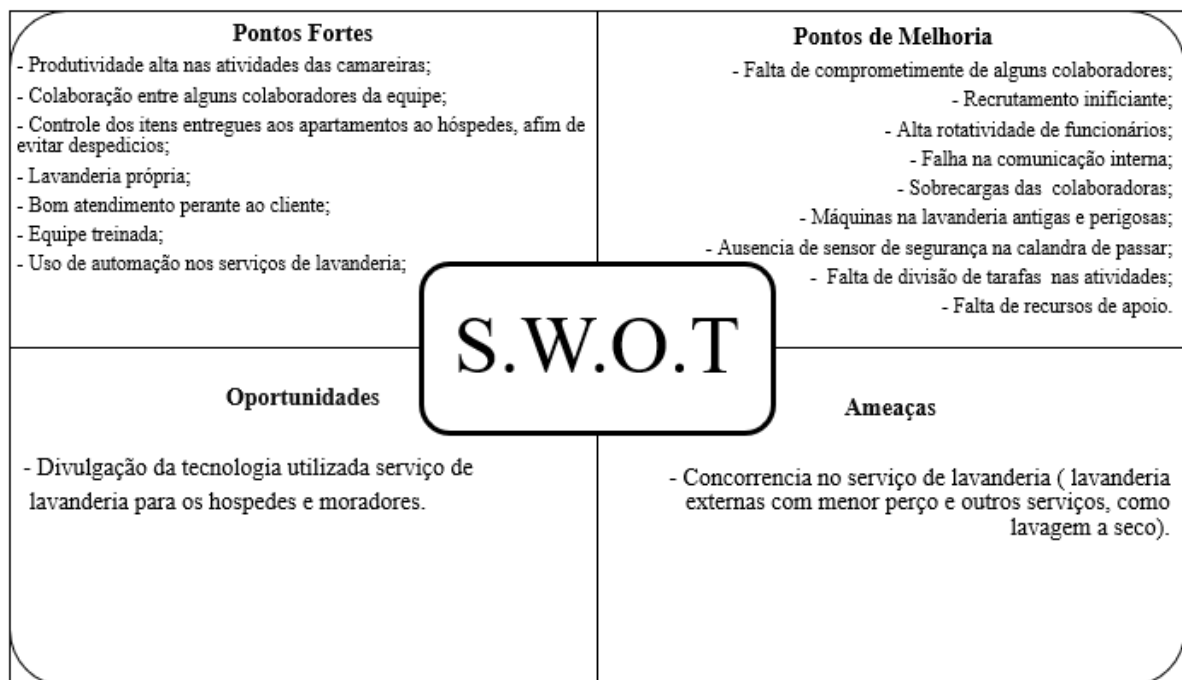 Pontos Fortes
- Produtividade alta nas atividades das camareiras;
- Colaboração entre alguns colaboradores da equipe;
- Controle dos itens entregues aos apartamentos ao hóspedes, afim de
evitar despedicios;
- Lavanderia própria;
- Bom atendimento perante ao cliente;
- Equipe treinada;
- Uso de automação nos serviços de lavanderia;
Pontos de Melhoria
- Falta de comprometimente de alguns colaboradores;
- Recrutamento inificiante;
- Alta rotatividade de funcionários;
- Falha na comunicação interna;
- Sobrecargas das colaboradoras;
- Máquinas na lavanderia antigas e perigosas;
- Ausencia de sensor de segurança na calandra de passar;
- Falta de divisão de tarafas nas atividades;
- Falta de recursos de apoio.
S.W.O.T
Oportunidades
- Divulgação da tecnologia utilizada serviço de
lavanderia para os hospedes e moradores.
Ameaças
- Concorrencia no serviço de lavanderia ( lavanderia
externas com menor perço e outros serviços, como
lavagem a seco).